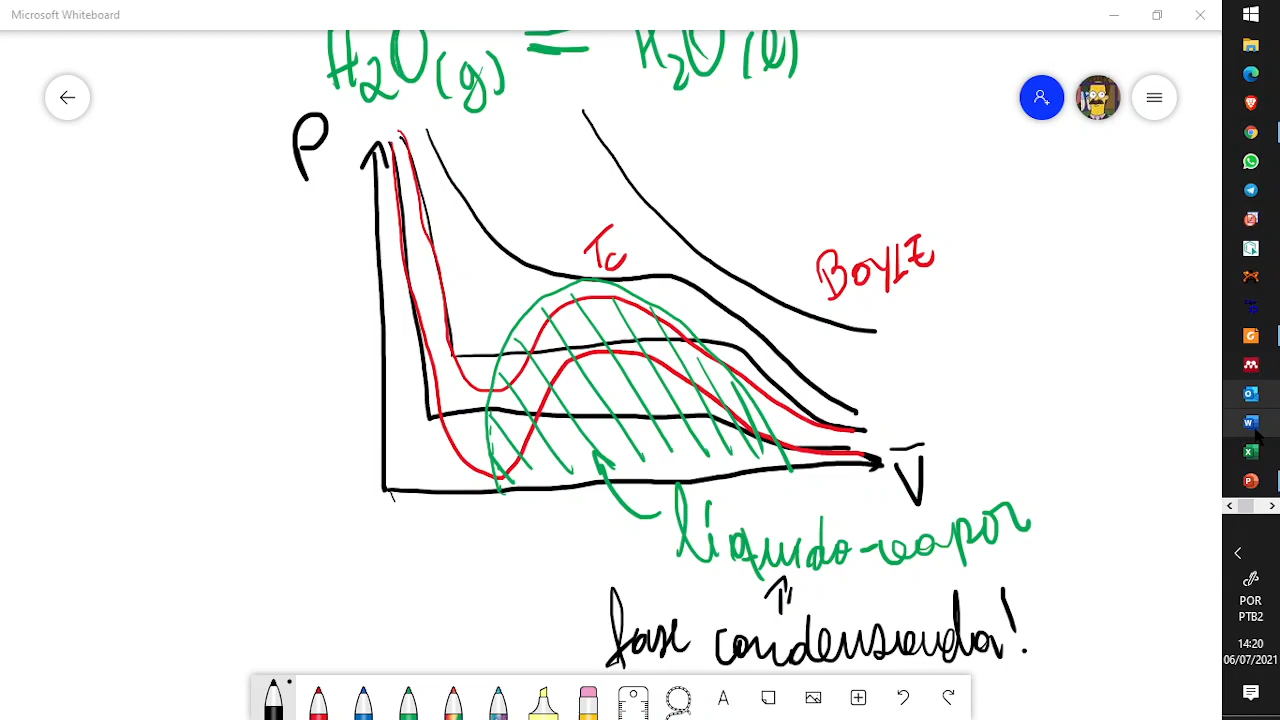 Microsoft Whiteboard
H2O(g) = H2O(l)
P
Tc
BOYLE
V̅
líquido-vapor
fase condensada!
POR
PTB2
14:20
06/07/2021